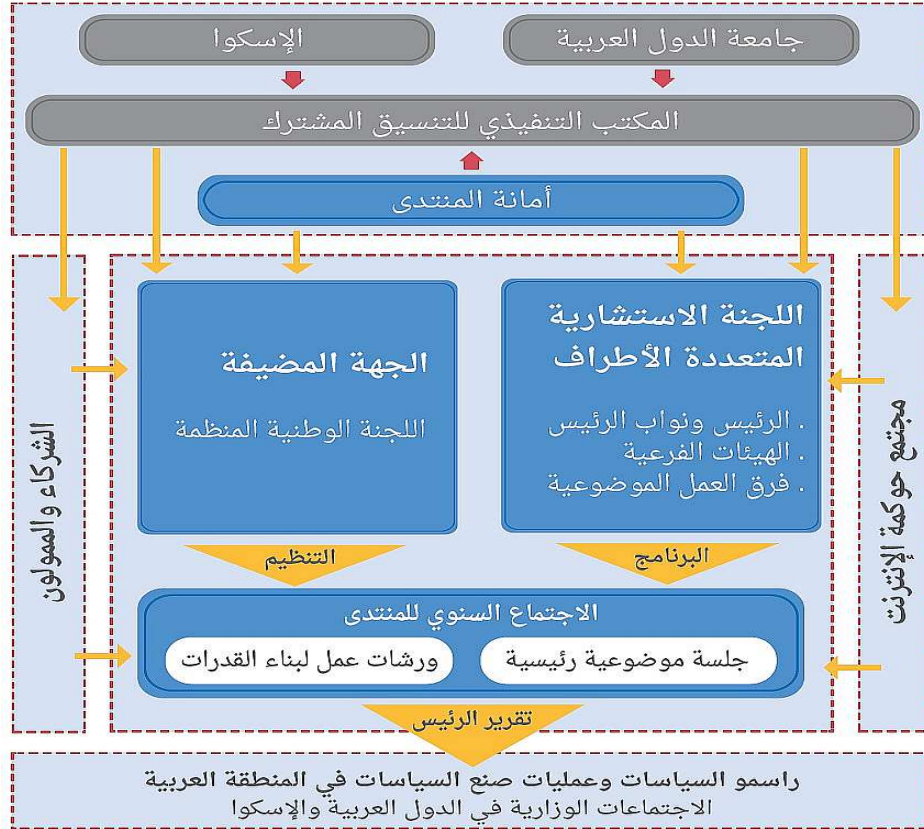 جامعة الدول العربية
الإسكوا
المكتب التنفيذي للتنسيق المشترك
أمانة المنتدى
اللجنة الاستشارية
المتعددة الأطراف
. الرئيس ونواب الرئيس
. الهيئات الفرعية
. فرق العمل الموضوعية
الجهة المضيفة
اللجنة الوطنية المنظمة
مجتمع حوكمة الإنترنت
الشركاء والممولون
البرنامج
التنظيم
الاجتماع السنوي للمنتدى
جلسة موضوعية رئيسية
ورشات عمل لبناء القدرات
تقرير الرئيس
راسمو السياسات وعمليات صنع السياسات في المنطقة العربية
الاجتماعات الوزارية في الدول العربية والإسكوا